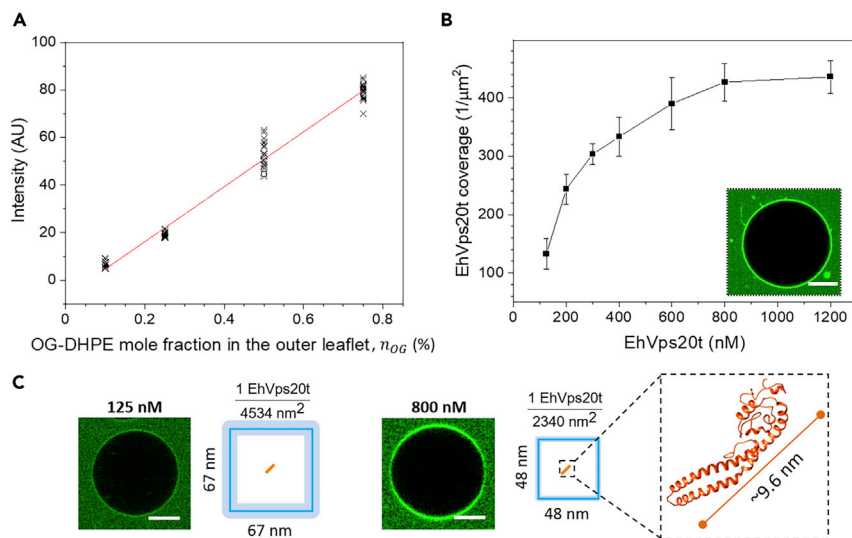 A
100
80
60
40
20
0
Intensity (AU)
0
0.2
0.4
0.6
0.8
OG-DHPE mole fraction in the outer leaflet, n_OG (%)
B
400
300
200
100
EhVps20t coverage (1/μm²)
0
200
400
600
800
1000
1200
EhVps20t (nM)
C
125 nM
1 EhVps20t
4534 nm²
67 nm
67 nm
800 nM
1 EhVps20t
2340 nm²
48 nm
48 nm
~9.6 nm